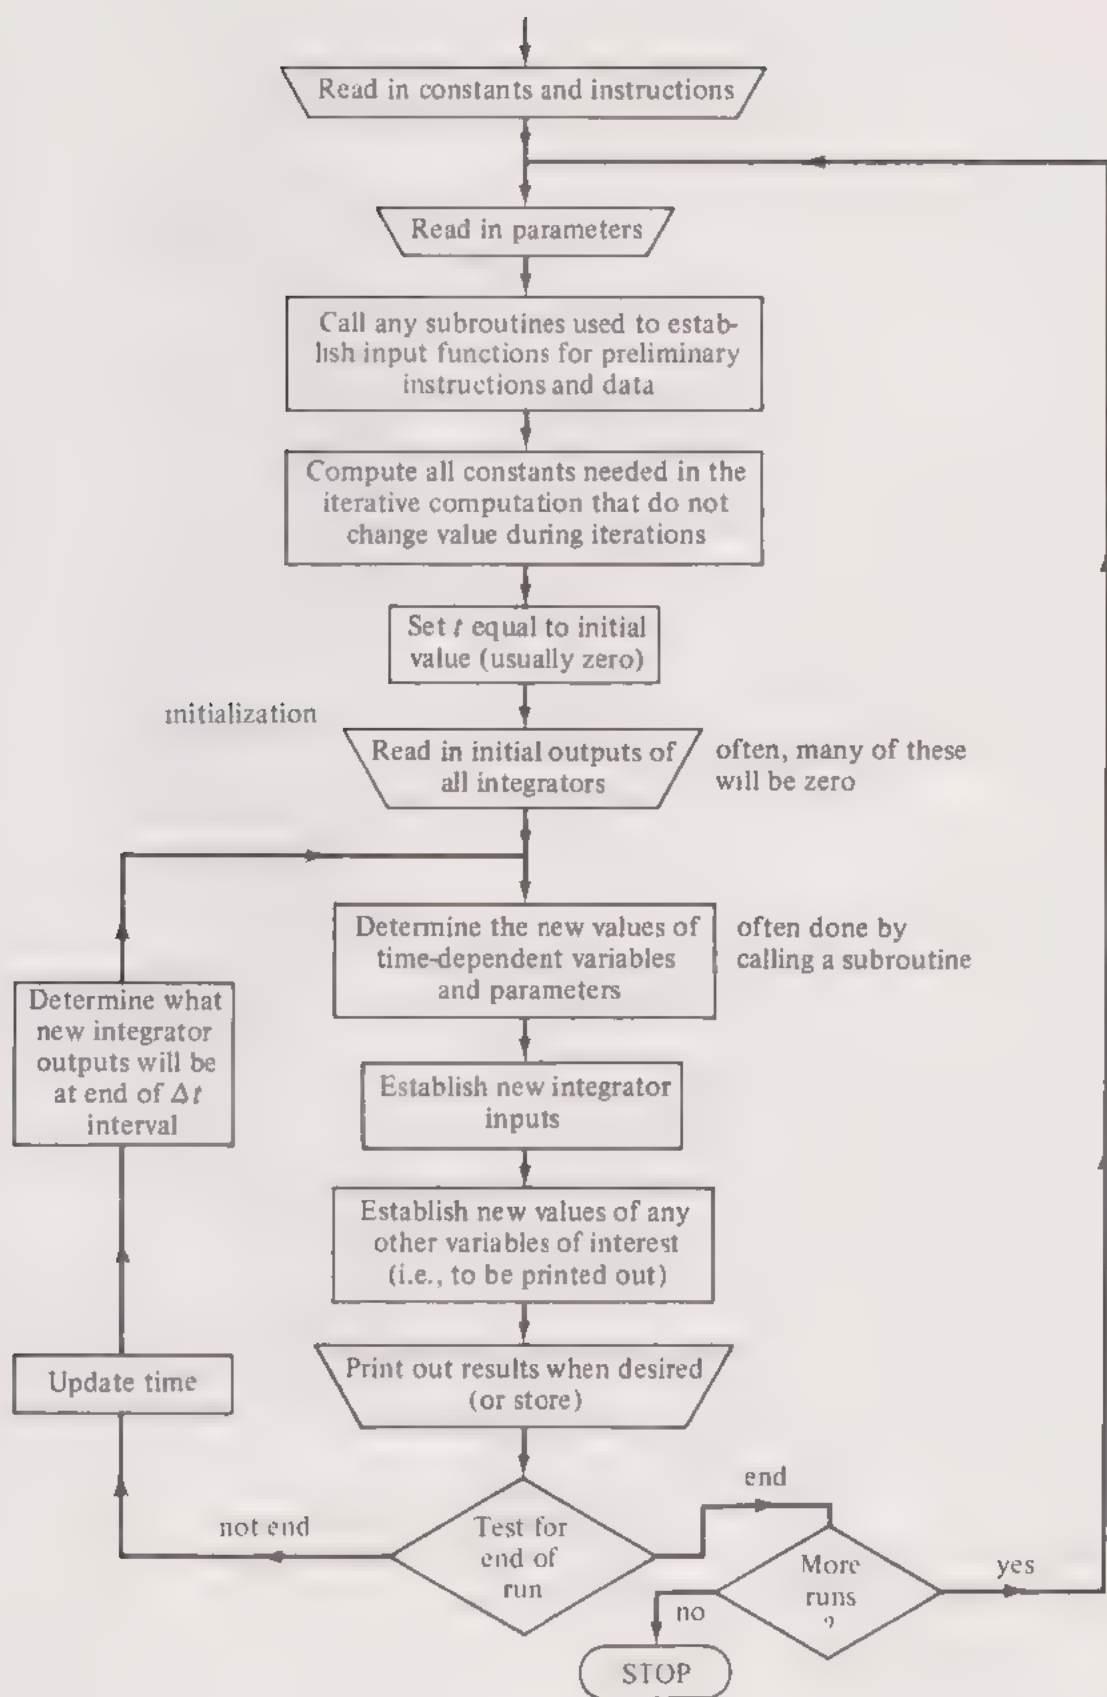 Read in constants and instructions
Read in parameters
Call any subroutines used to estab-
lish input functions for preliminary
instructions and data
Compute all constants needed in the
iterative computation that do not
change value during iterations
Set t equal to initial
value (usually zero)
initialization
Read in initial outputs of
all integrators
often, many of these
will be zero
Determine the new values of
time-dependent variables
and parameters
often done by
calling a subroutine
Determine what
new integrator
outputs will be
at end of Δt
interval
Establish new integrator
inputs
Establish new values of any
other variables of interest
(i.e., to be printed out)
Update time
Print out results when desired
(or store)
not end
Test for
end of
run
end
More
runs
?
yes
no
STOP